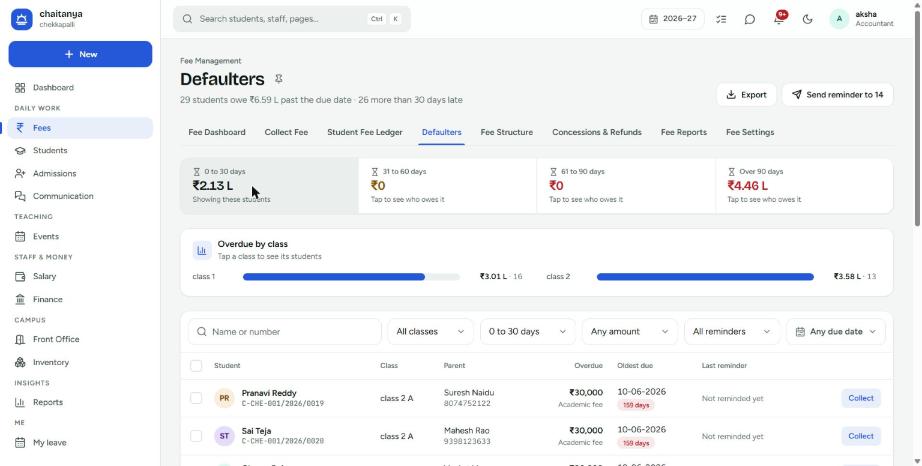 chaitanya
chekkapalli
Search students, staff, pages...
Ctrl K
2026–27
9+
A
aksha
Accountant
+ New
Dashboard
DAILY WORK
Fees
Students
Admissions
Communication
TEACHING
Events
STAFF & MONEY
Salary
Finance
CAMPUS
Front Office
Inventory
INSIGHTS
Reports
ME
My leave
Fee Management
Defaulters
29 students owe ₹6.59 L past the due date · 26 more than 30 days late
Export
Send reminder to 14
Fee Dashboard
Collect Fee
Student Fee Ledger
Defaulters
Fee Structure
Concessions & Refunds
Fee Reports
Fee Settings
0 to 30 days
₹2.13 L
Showing these students
31 to 60 days
₹0
Tap to see who owes it
61 to 90 days
₹0
Tap to see who owes it
Over 90 days
₹4.46 L
Tap to see who owes it
Overdue by class
Tap a class to see its students
class 1 ₹3.01 L · 16
class 2 ₹3.58 L · 13
Name or number
All classes
0 to 30 days
Any amount
All reminders
Any due date
Student Class Parent Overdue Oldest due Last reminder
PR Pranavi Reddy class 2 A Suresh Naidu ₹30,000 10-06-2026 Not reminded yet Collect
C-CHE-001/2026/0019 8074752122 Academic fee 159 days
ST Sai Teja class 2 A Mahesh Rao ₹30,000 10-06-2026 Not reminded yet Collect
C-CHE-001/2026/0020 9398123633 Academic fee 159 days